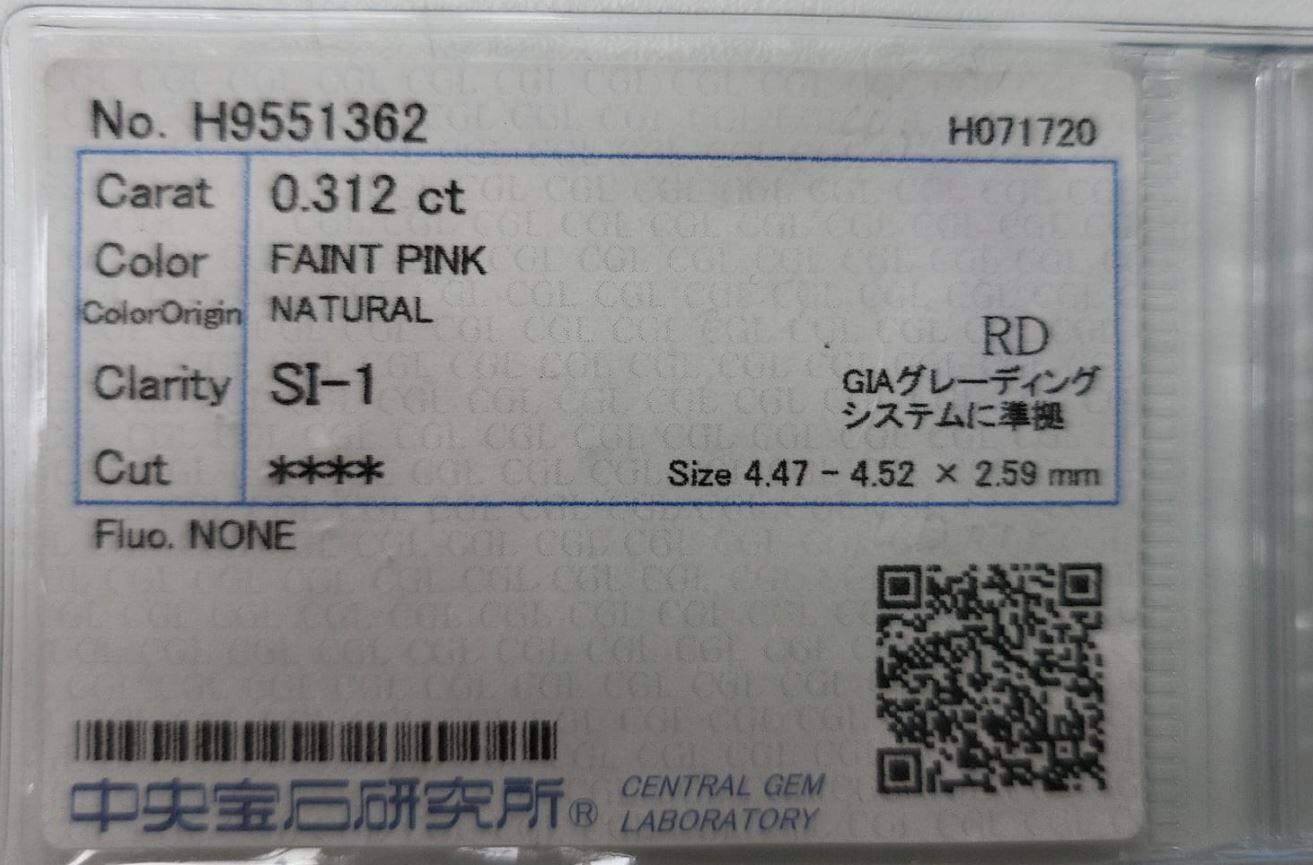 No. H9551362 H071720
Carat 0.312 ct
Color FAINT PINK
ColorOrigin NATURAL
RD
Clarity SI-1
GIAグレーディング
システムに準拠
Cut **** Size 4.47 - 4.52 × 2.59 mm
Fluo. NONE
中央宝石研究所® CENTRAL GEM
LABORATORY